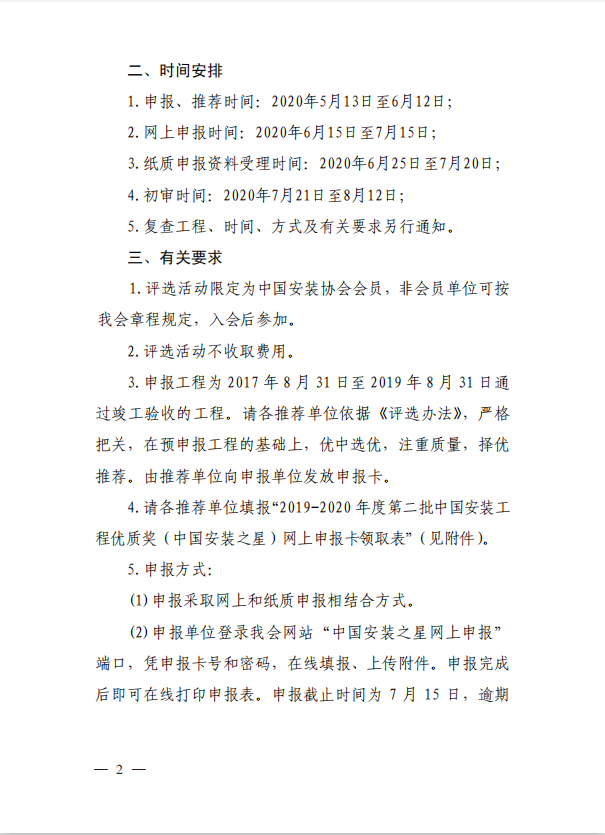 二、时间安排
1.申报、推荐时间：2020年5月13日至6月12日；
2.网上申报时间：2020年6月15日至7月15日；
3.纸质申报资料受理时间：2020年6月25日至7月20日；
4.初审时间：2020年7月21日至8月12日；
5.复查工程、时间、方式及有关要求另行通知。
三、有关要求
1.评选活动限定为中国安装协会会员，非会员单位可按
我会章程规定，入会后参加。
2.评选活动不收取费用。
3.申报工程为2017年8月31日至2019年8月31日通
过竣工验收的工程。请各推荐单位依据《评选办法》，严格
把关，在预申报工程的基础上，优中选优，注重质量，择优
推荐。由推荐单位向申报单位发放申报卡。
4.请各推荐单位填报“2019-2020年度第二批中国安装工
程优质奖（中国安装之星）网上申报卡领取表”（见附件）。
5.申报方式：
(1)申报采取网上和纸质申报相结合方式。
(2)申报单位登录我会网站“中国安装之星网上申报”
端口，凭申报卡号和密码，在线填报、上传附件。申报完成
后即可在线打印申报表。申报截止时间为7月15日，逾期
— 2 —